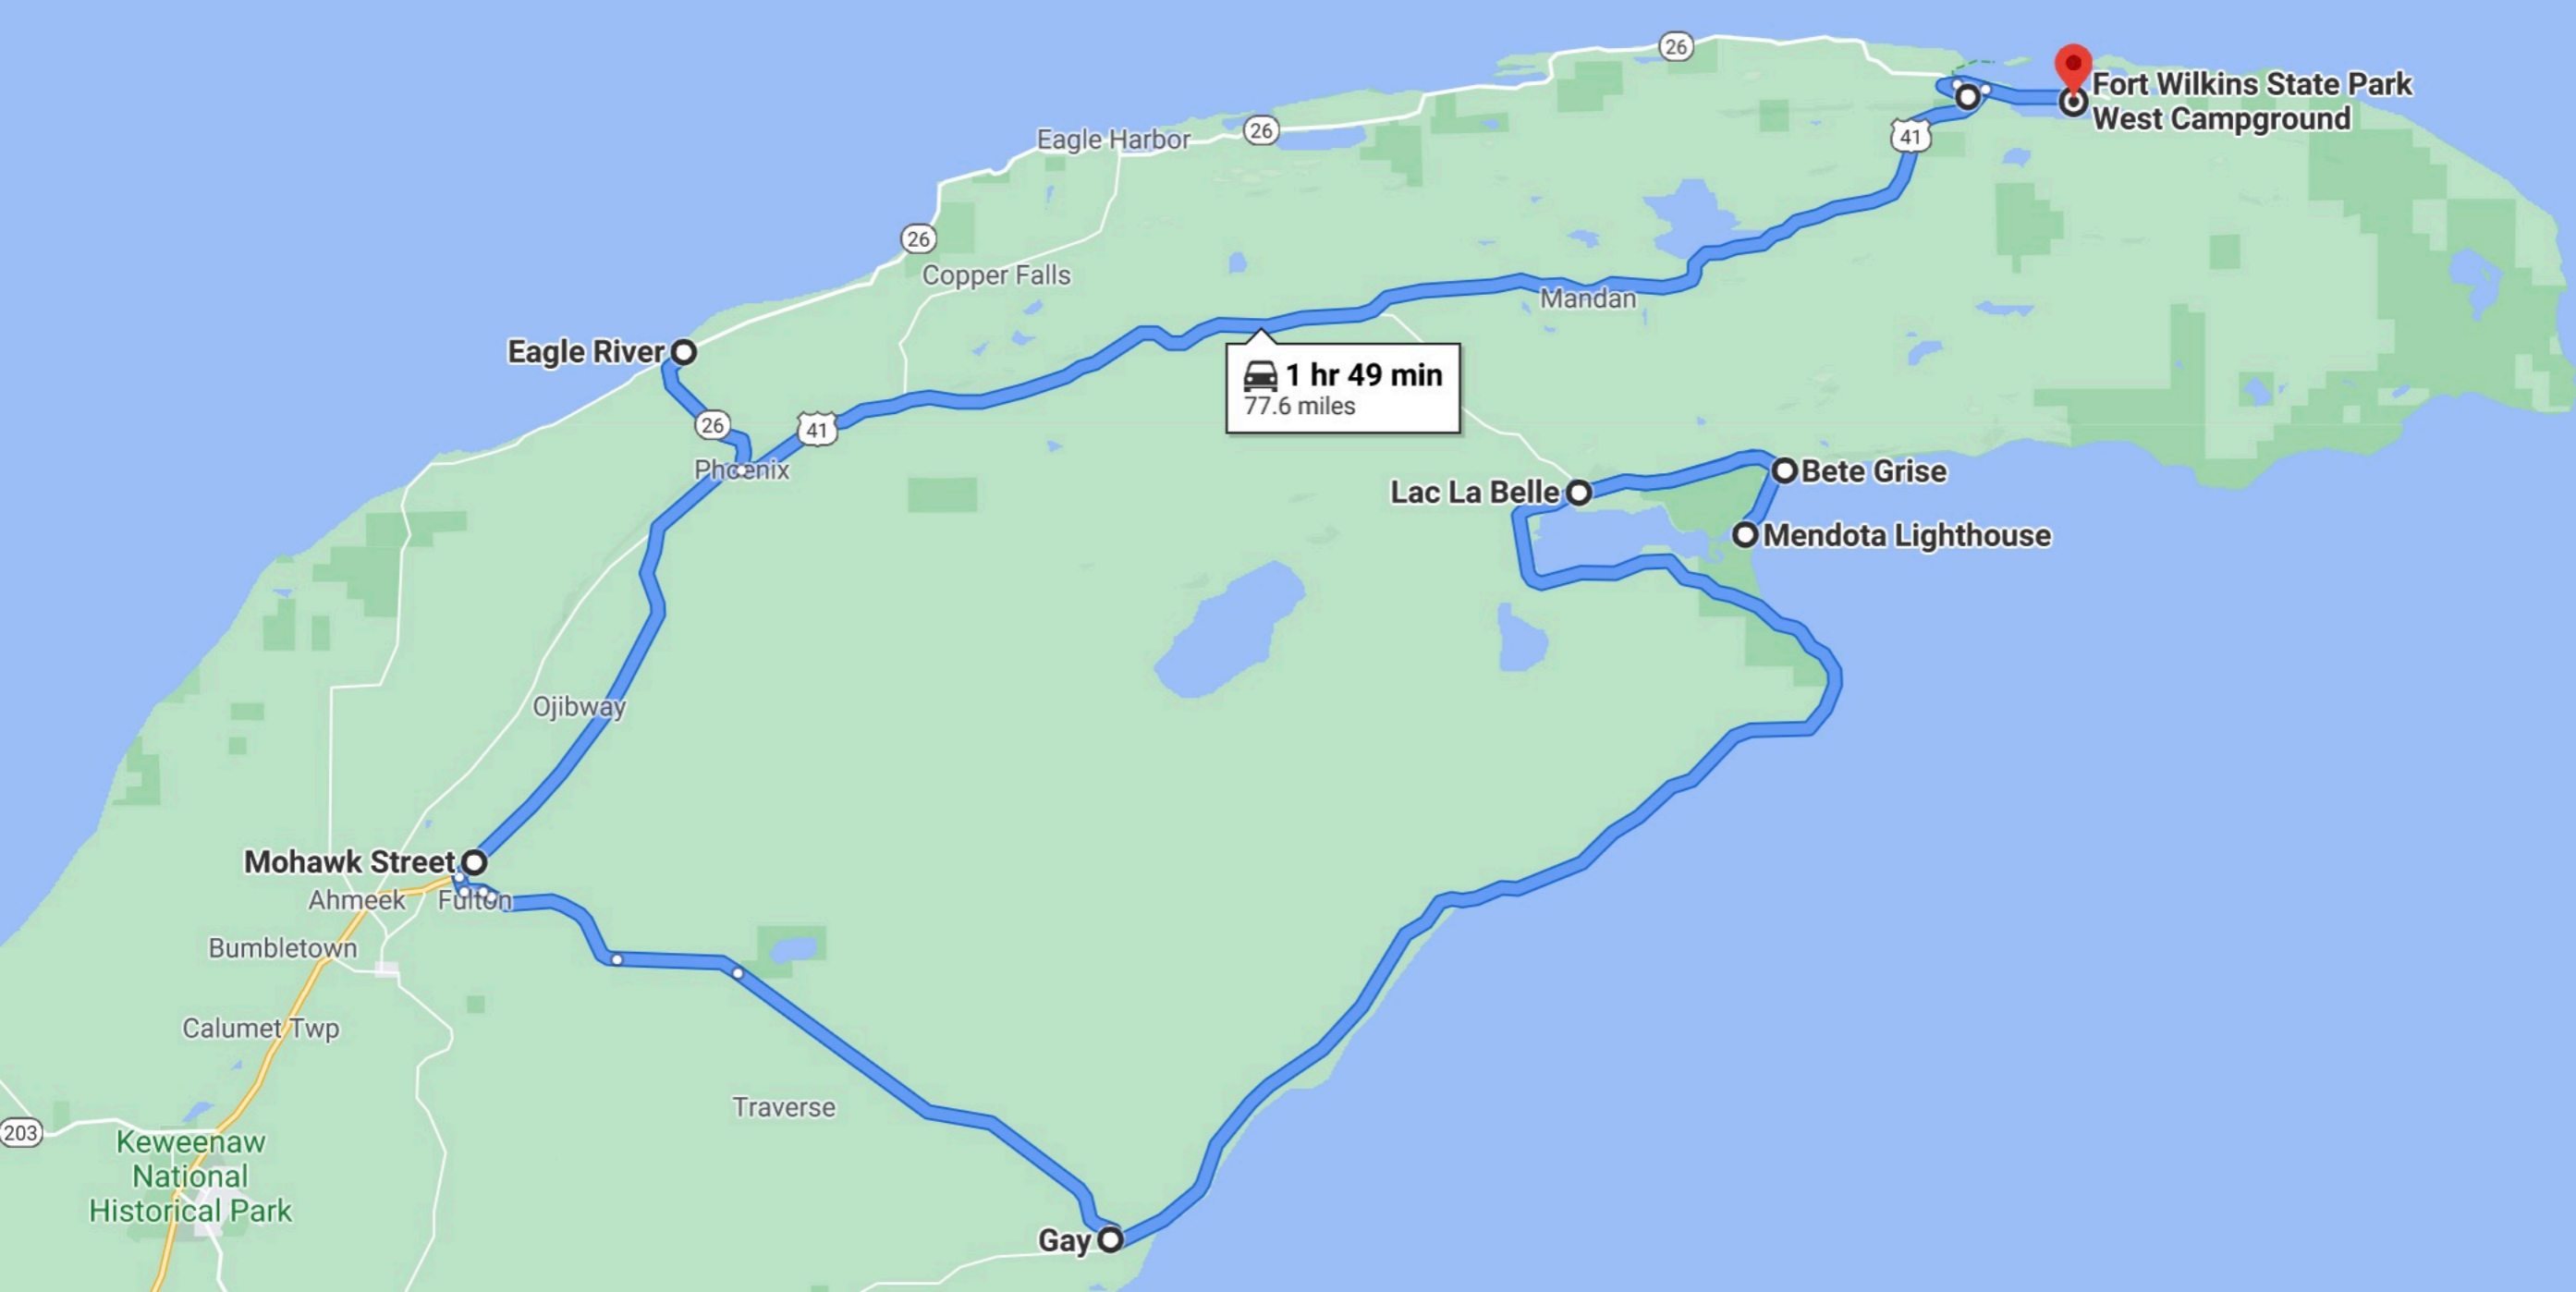 26
Fort Wilkins State Park
West Campground
41
Eagle Harbor
26
26
Copper Falls
Mandan
Eagle River
1 hr 49 min
77.6 miles
26
41
Phoenix
Bete Grise
Lac La Belle
Mendota Lighthouse
Ojibway
Mohawk Street
Ahmeek
Fulton
Bumbletown
Calumet Twp
Traverse
203
Keweenaw
National
Historical Park
Gay